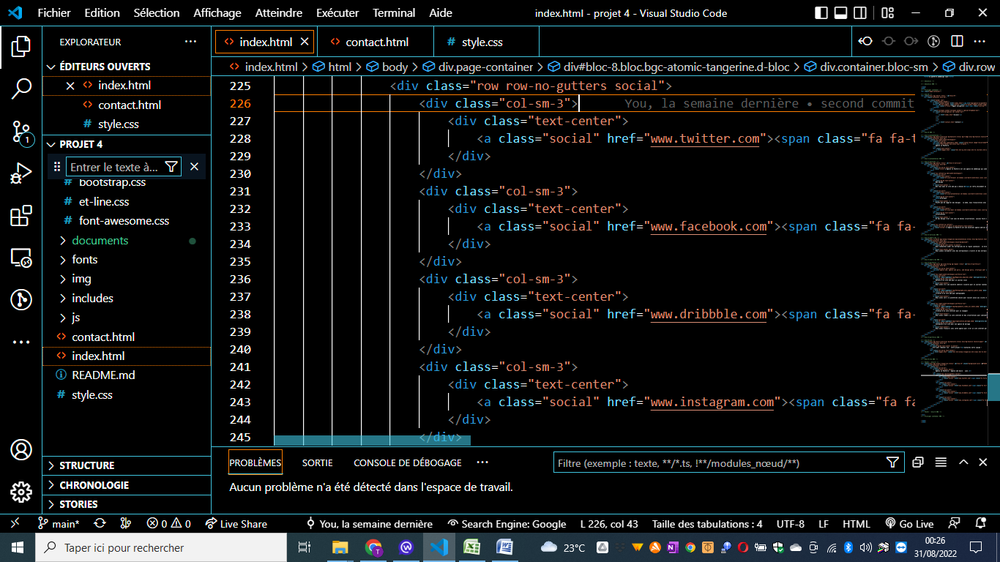 Fichier Edition Sélection Affichage Atteindre Exécuter Terminal Aide index.html - projet 4 - Visual Studio Code
EXPLORATEUR
ÉDITEURS OUVERTS
index.html
contact.html
style.css
PROJET 4
Entrer le texte à...
bootstrap.css
et-line.css
font-awesome.css
documents
fonts
img
includes
js
contact.html
index.html
README.md
style.css
STRUCTURE
CHRONOLOGIE
STORIES
1
index.html contact.html style.css
index.html > html > body > div.page-container > div#bloc-8.bloc.bgc-atomic-tangerine.d-bloc > div.container.bloc-sm > div.row
225 <div class="row row-no-gutters social">
226 <div class="col-sm-3"> You, la semaine dernière • second commit
227 <div class="text-center">
228 <a class="social" href="www.twitter.com"><span class="fa fa-t
229 </div>
230 </div>
231 <div class="col-sm-3">
232 <div class="text-center">
233 <a class="social" href="www.facebook.com"><span class="fa fa-
234 </div>
235 </div>
236 <div class="col-sm-3">
237 <div class="text-center">
238 <a class="social" href="www.dribbble.com"><span class="fa fa-
239 </div>
240 </div>
241 <div class="col-sm-3">
242 <div class="text-center">
243 <a class="social" href="www.instagram.com"><span class="fa fa
244 </div>
245 </div>
PROBLÈMES SORTIE CONSOLE DE DÉBOGAGE ... Filtre (exemple : texte, **/*.ts, !**/modules_nœud/**)
Aucun problème n'a été détecté dans l'espace de travail.
main* 0 0 Live Share You, la semaine dernière Search Engine: Google L 226, col 43 Taille des tabulations : 4 UTF-8 LF HTML Go Live
Taper ici pour rechercher 23°C 00:26
31/08/2022